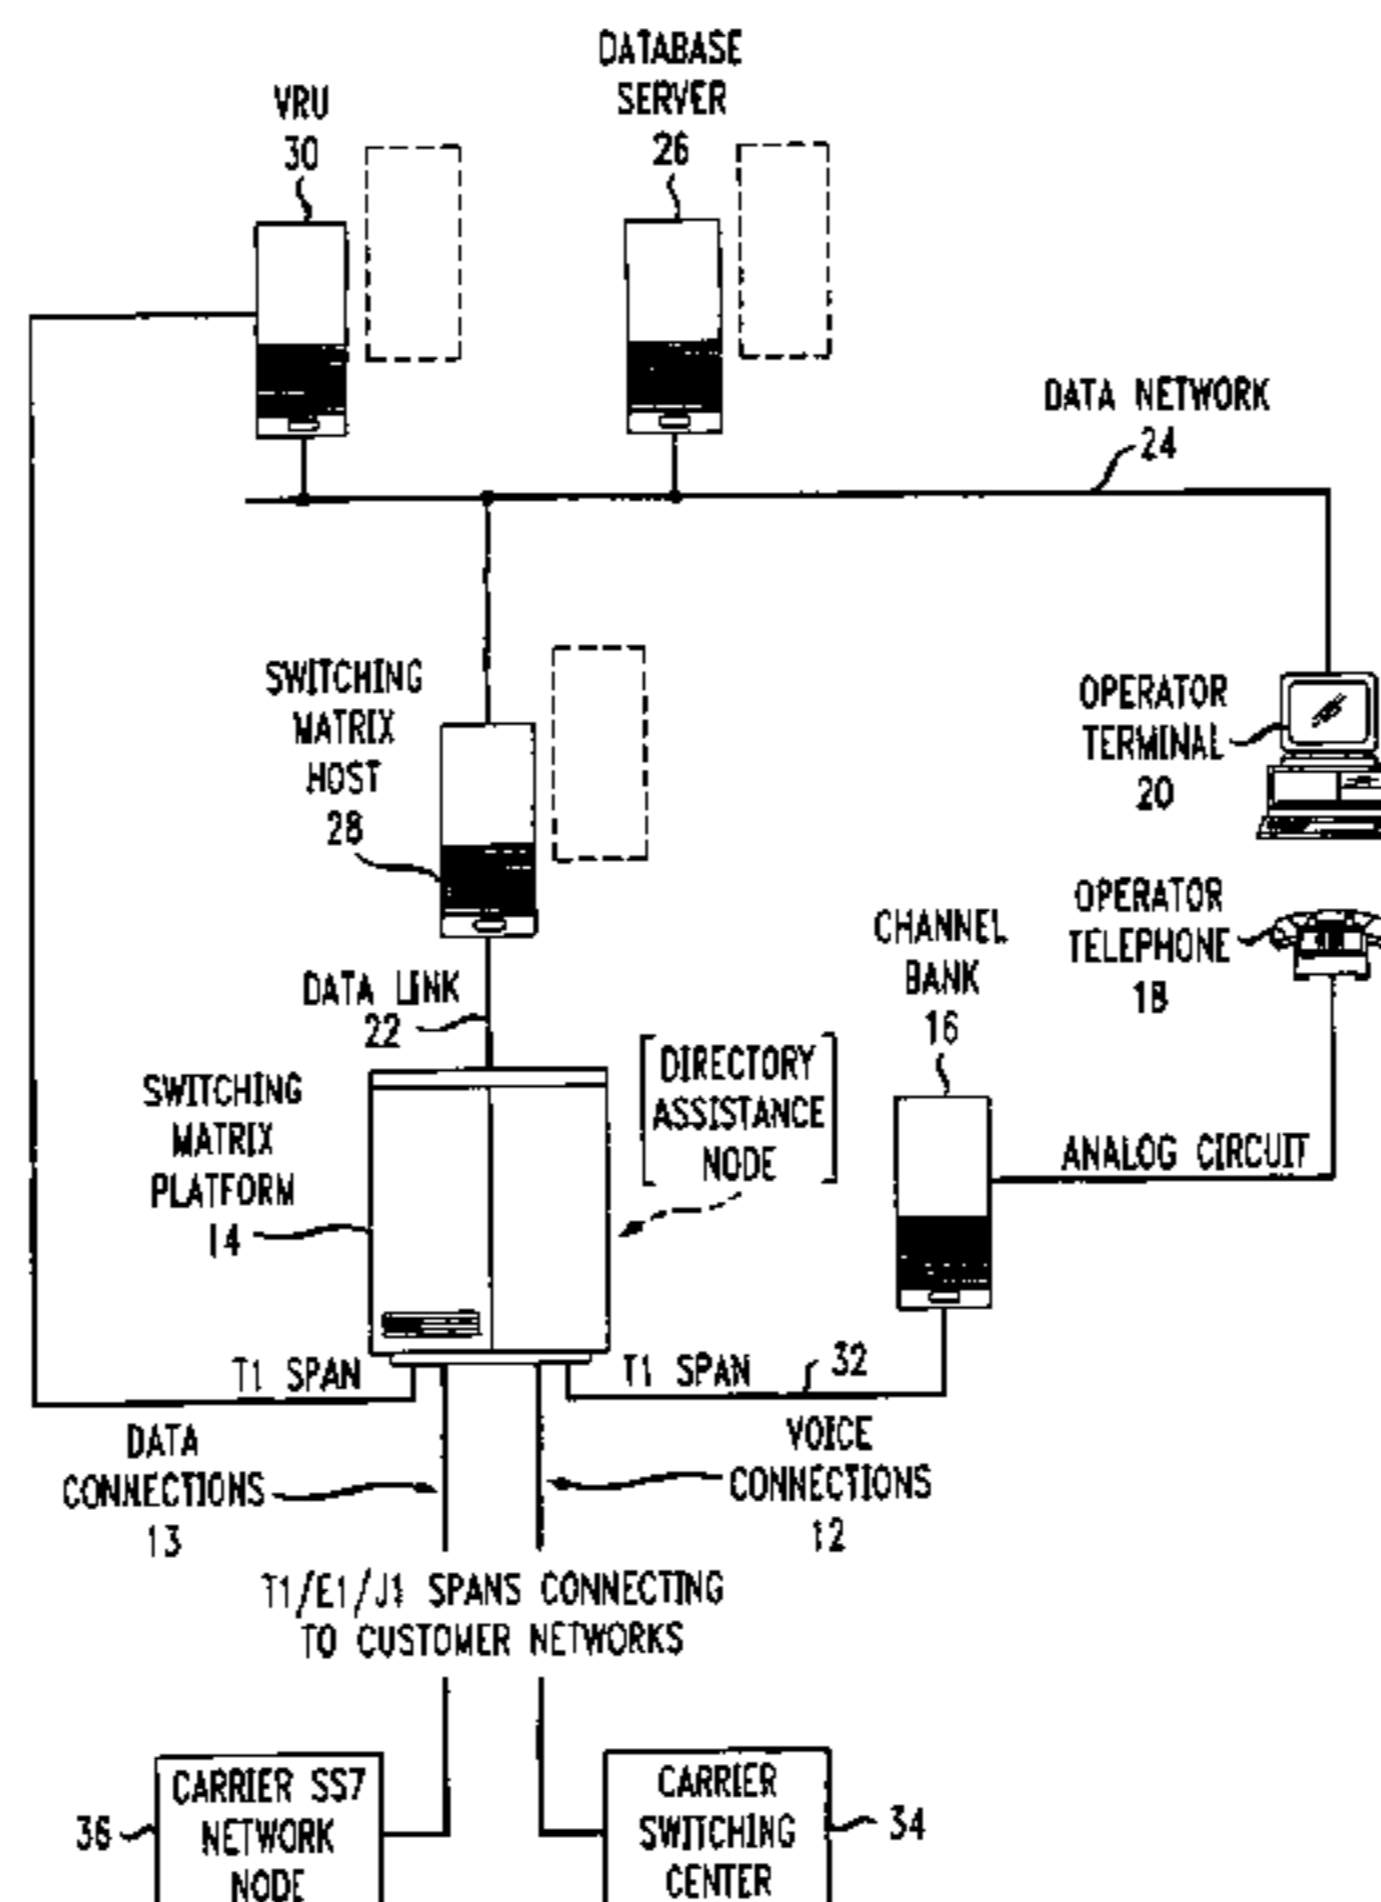 DATABASE
SERVER
26
VRU
30
DATA NETWORK
24
SWITCHING
MATRIX
HOST
28
OPERATOR
TERMINAL
20
OPERATOR
TELEPHONE
18
CHANNEL
BANK
16
DATA LINK
22
DIRECTORY
ASSISTANCE
NODE
SWITCHING
MATRIX
PLATFORM
14
ANALOG CIRCUIT
T1 SPAN
T1 SPAN
32
DATA
CONNECTIONS
13
VOICE
CONNECTIONS
12
T1/E1/J1 SPANS CONNECTING
TO CUSTOMER NETWORKS
CARRIER SS7
NETWORK
NODE
36
CARRIER
SWITCHING
CENTER
34